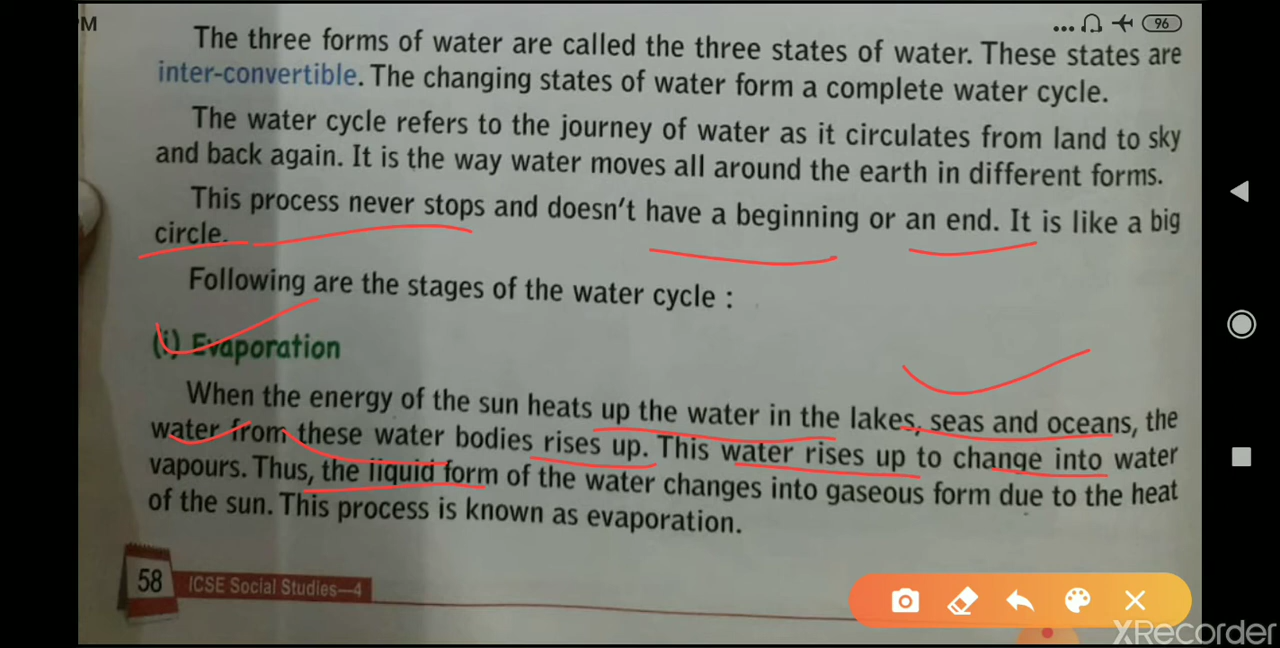 PM
96
The three forms of water are called the three states of water. These states are
inter-convertible. The changing states of water form a complete water cycle.
The water cycle refers to the journey of water as it circulates from land to sky
and back again. It is the way water moves all around the earth in different forms.
This process never stops and doesn't have a beginning or an end. It is like a big
circle.
Following are the stages of the water cycle :
(i) Evaporation
When the energy of the sun heats up the water in the lakes, seas and oceans, the
water from these water bodies rises up. This water rises up to change into water
vapours. Thus, the liquid form of the water changes into gaseous form due to the heat
of the sun. This process is known as evaporation.
58 ICSE Social Studies—4
XRecorder